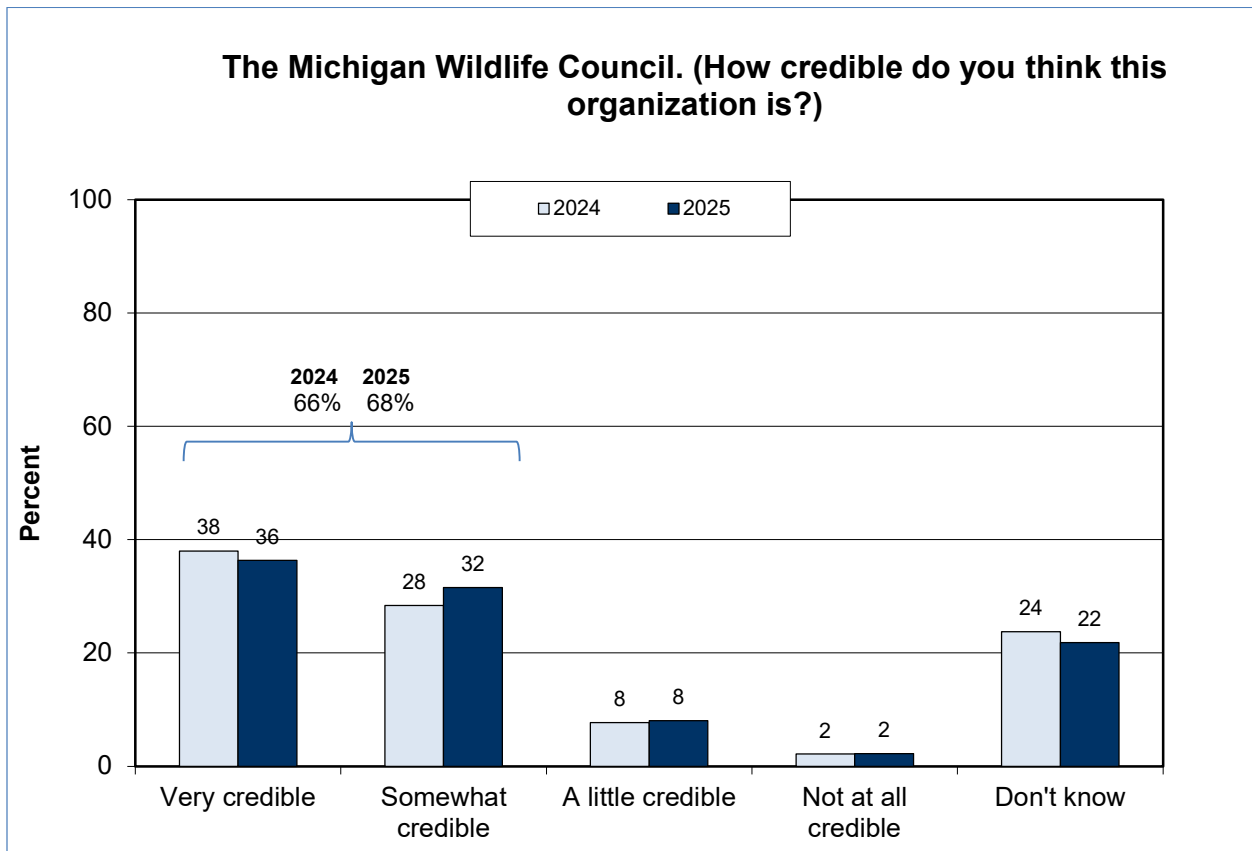 The Michigan Wildlife Council. (How credible do you think this
organization is?)
2024 2025
100
80
60
40
20
0
Percent
2024 2025
66% 68%
38 36
28 32
8 8
2 2
24 22
Very credible
Somewhat
credible
A little credible
Not at all
credible
Don't know